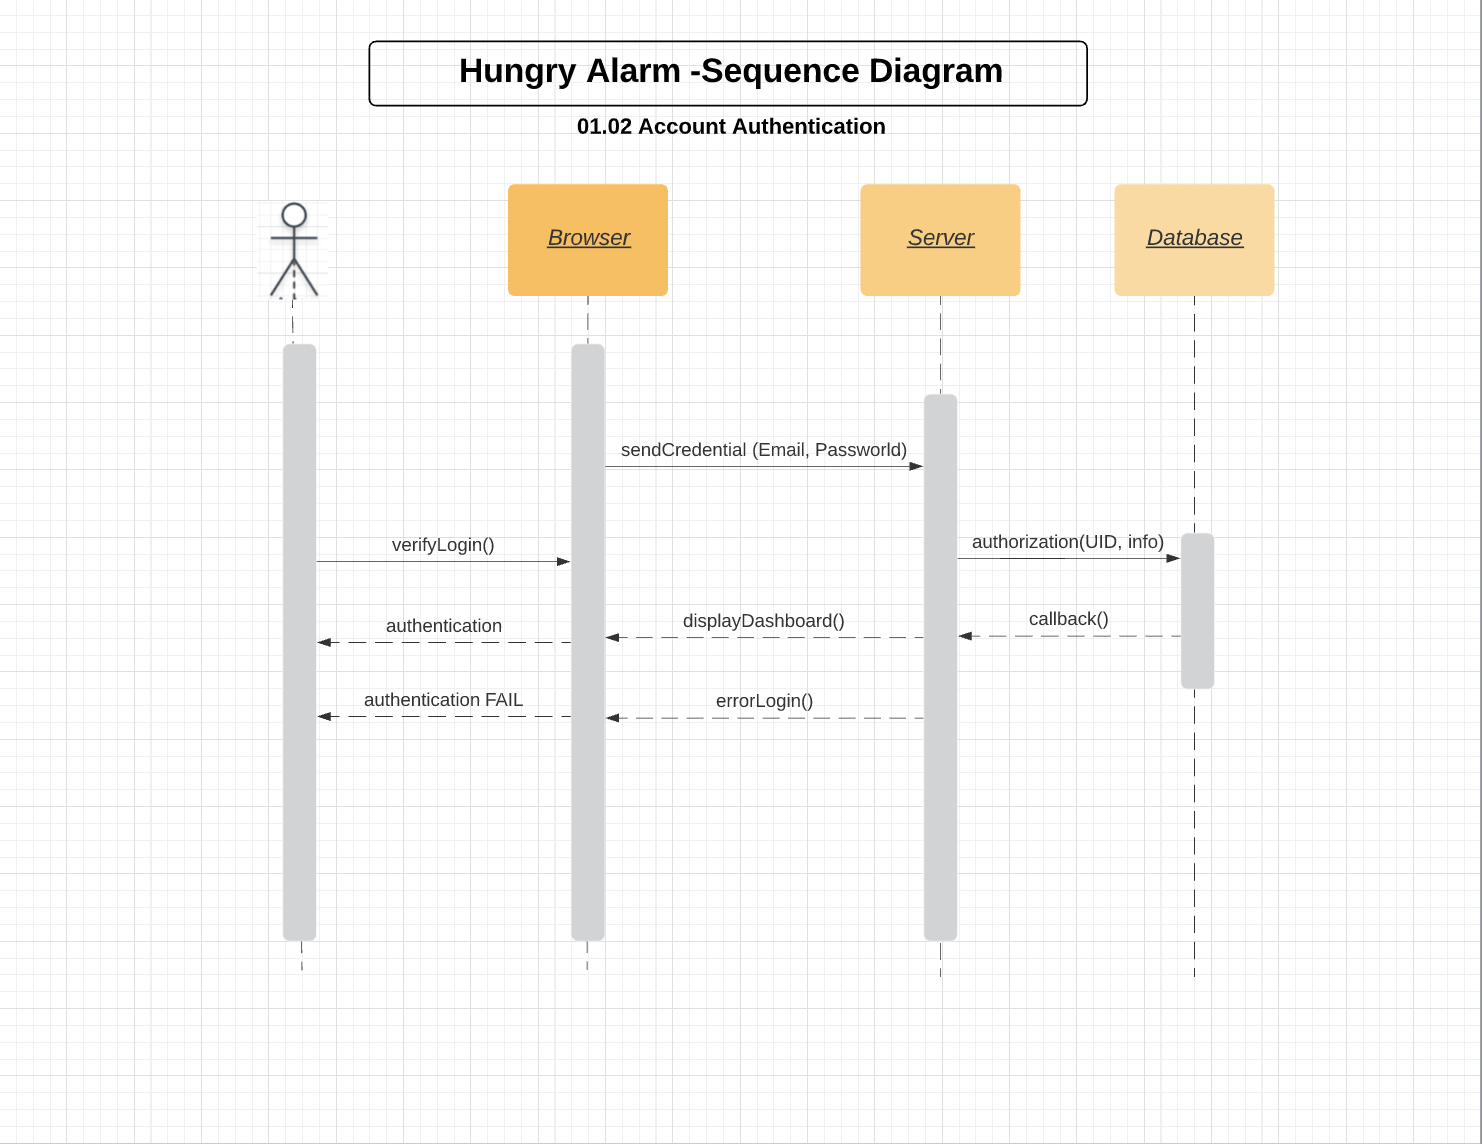 Hungry Alarm -Sequence Diagram
01.02 Account Authentication
Browser
Server
Database
sendCredential (Email, Passworld)
verifyLogin()
authorization(UID, info)
authentication
displayDashboard()
callback()
authentication FAIL
errorLogin()